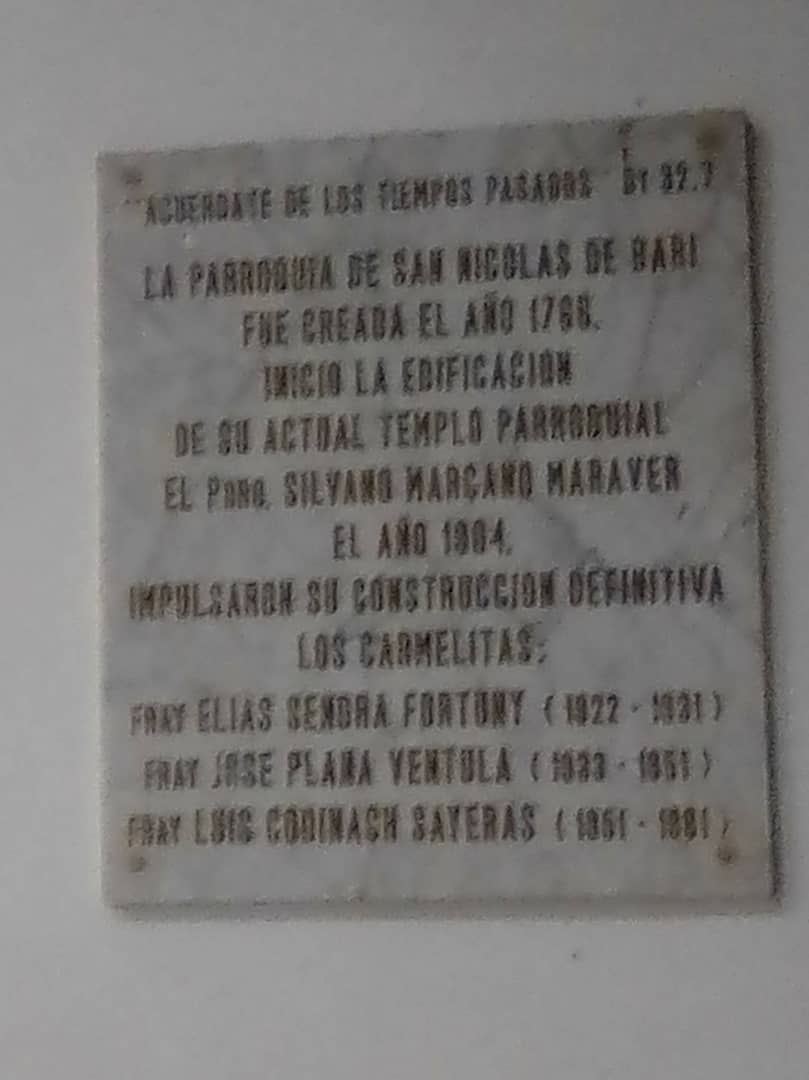 "ACUERDATE DE LOS TIEMPOS PASADOS" DT 32.7
LA PARROQUIA DE SAN NICOLAS DE BARI
FUE CREADA EL AÑO
INICIO LA EDIFICACION
DE SU ACTUAL TEMPLO PARROQUIAL
EL PBRO. SILVANO MARCANO MARAVER
EL AÑO
IMPULSARON SU CONSTRUCCION DEFINITIVA
LOS CARMELITAS:
FRAY ELIAS SENDRA FORTUNY ( 1922 - 1931 )
FRAY JOSE PLANA VENTULA ( 1933 - 1951 )
FRAY LUIS CODINACH SAYERAS ( 1951 -